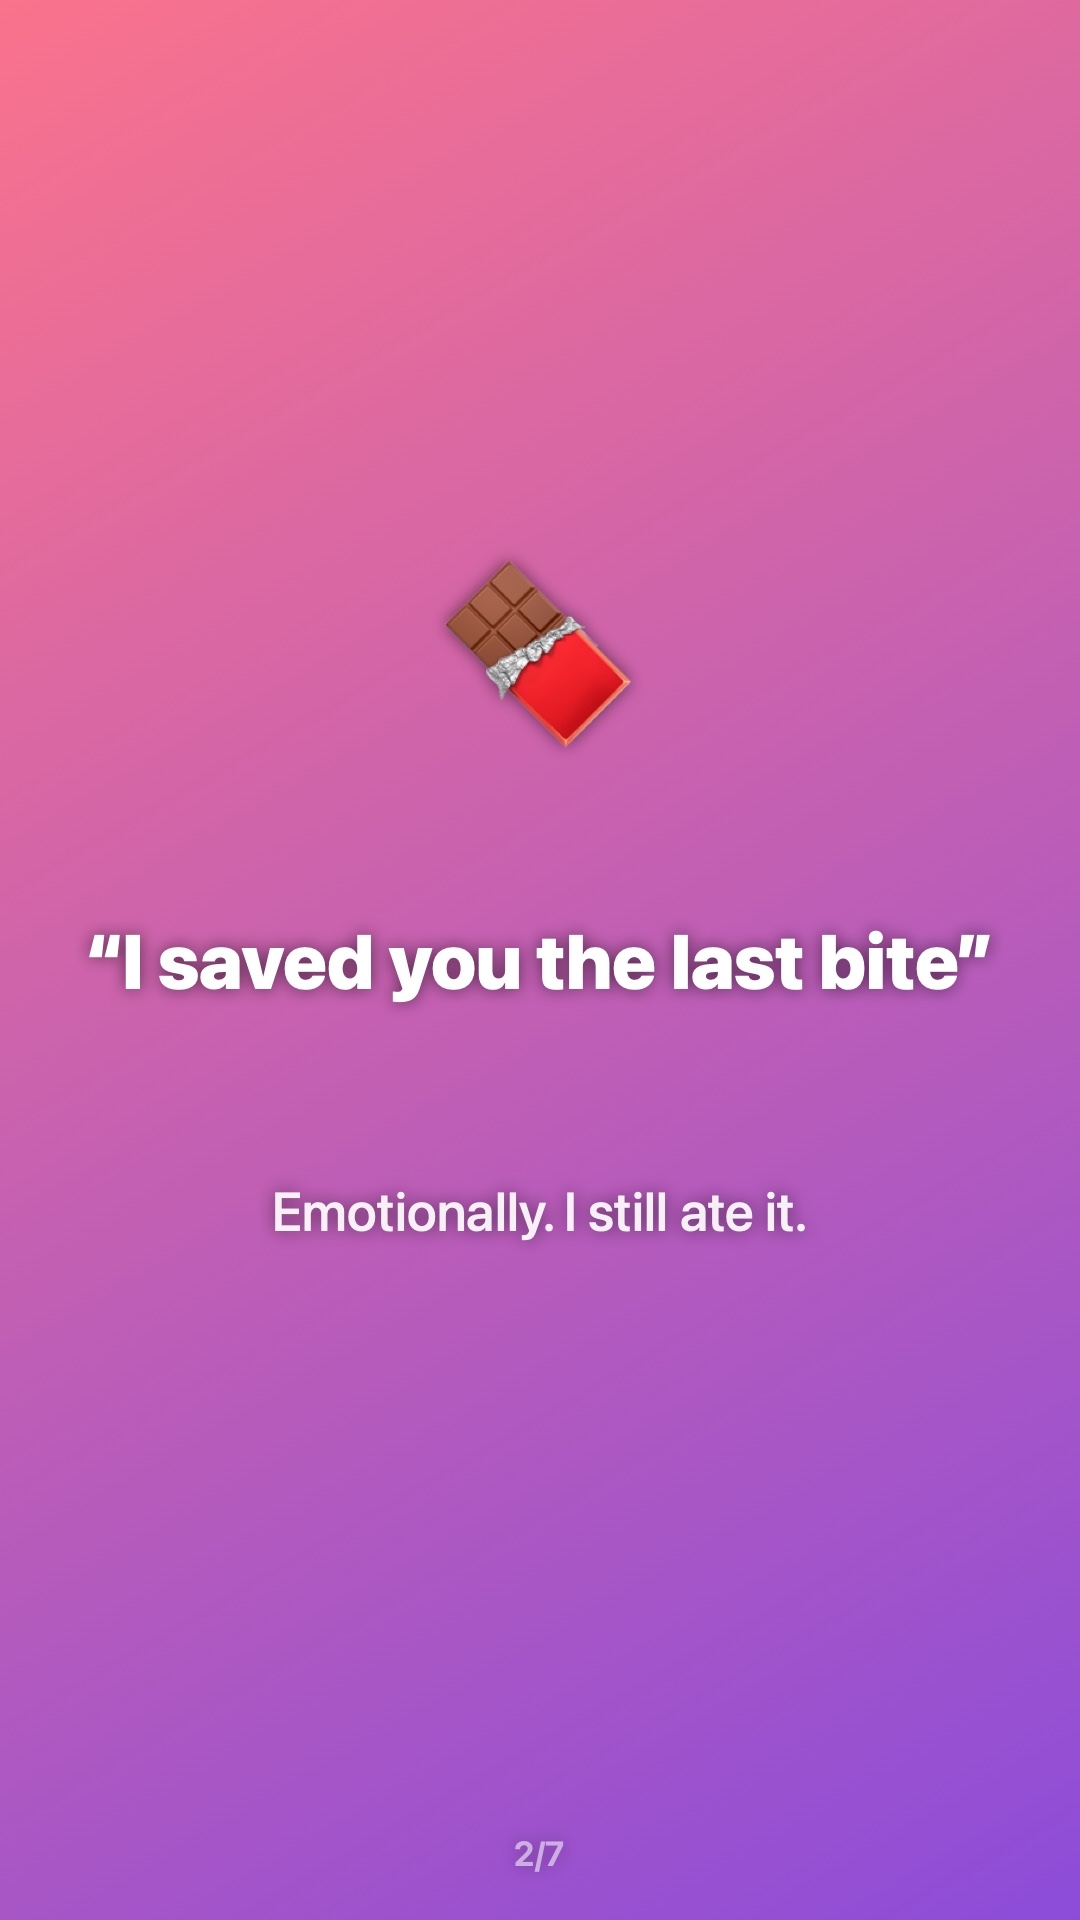 “I saved you the last bite”
Emotionally. I still ate it.
2/7